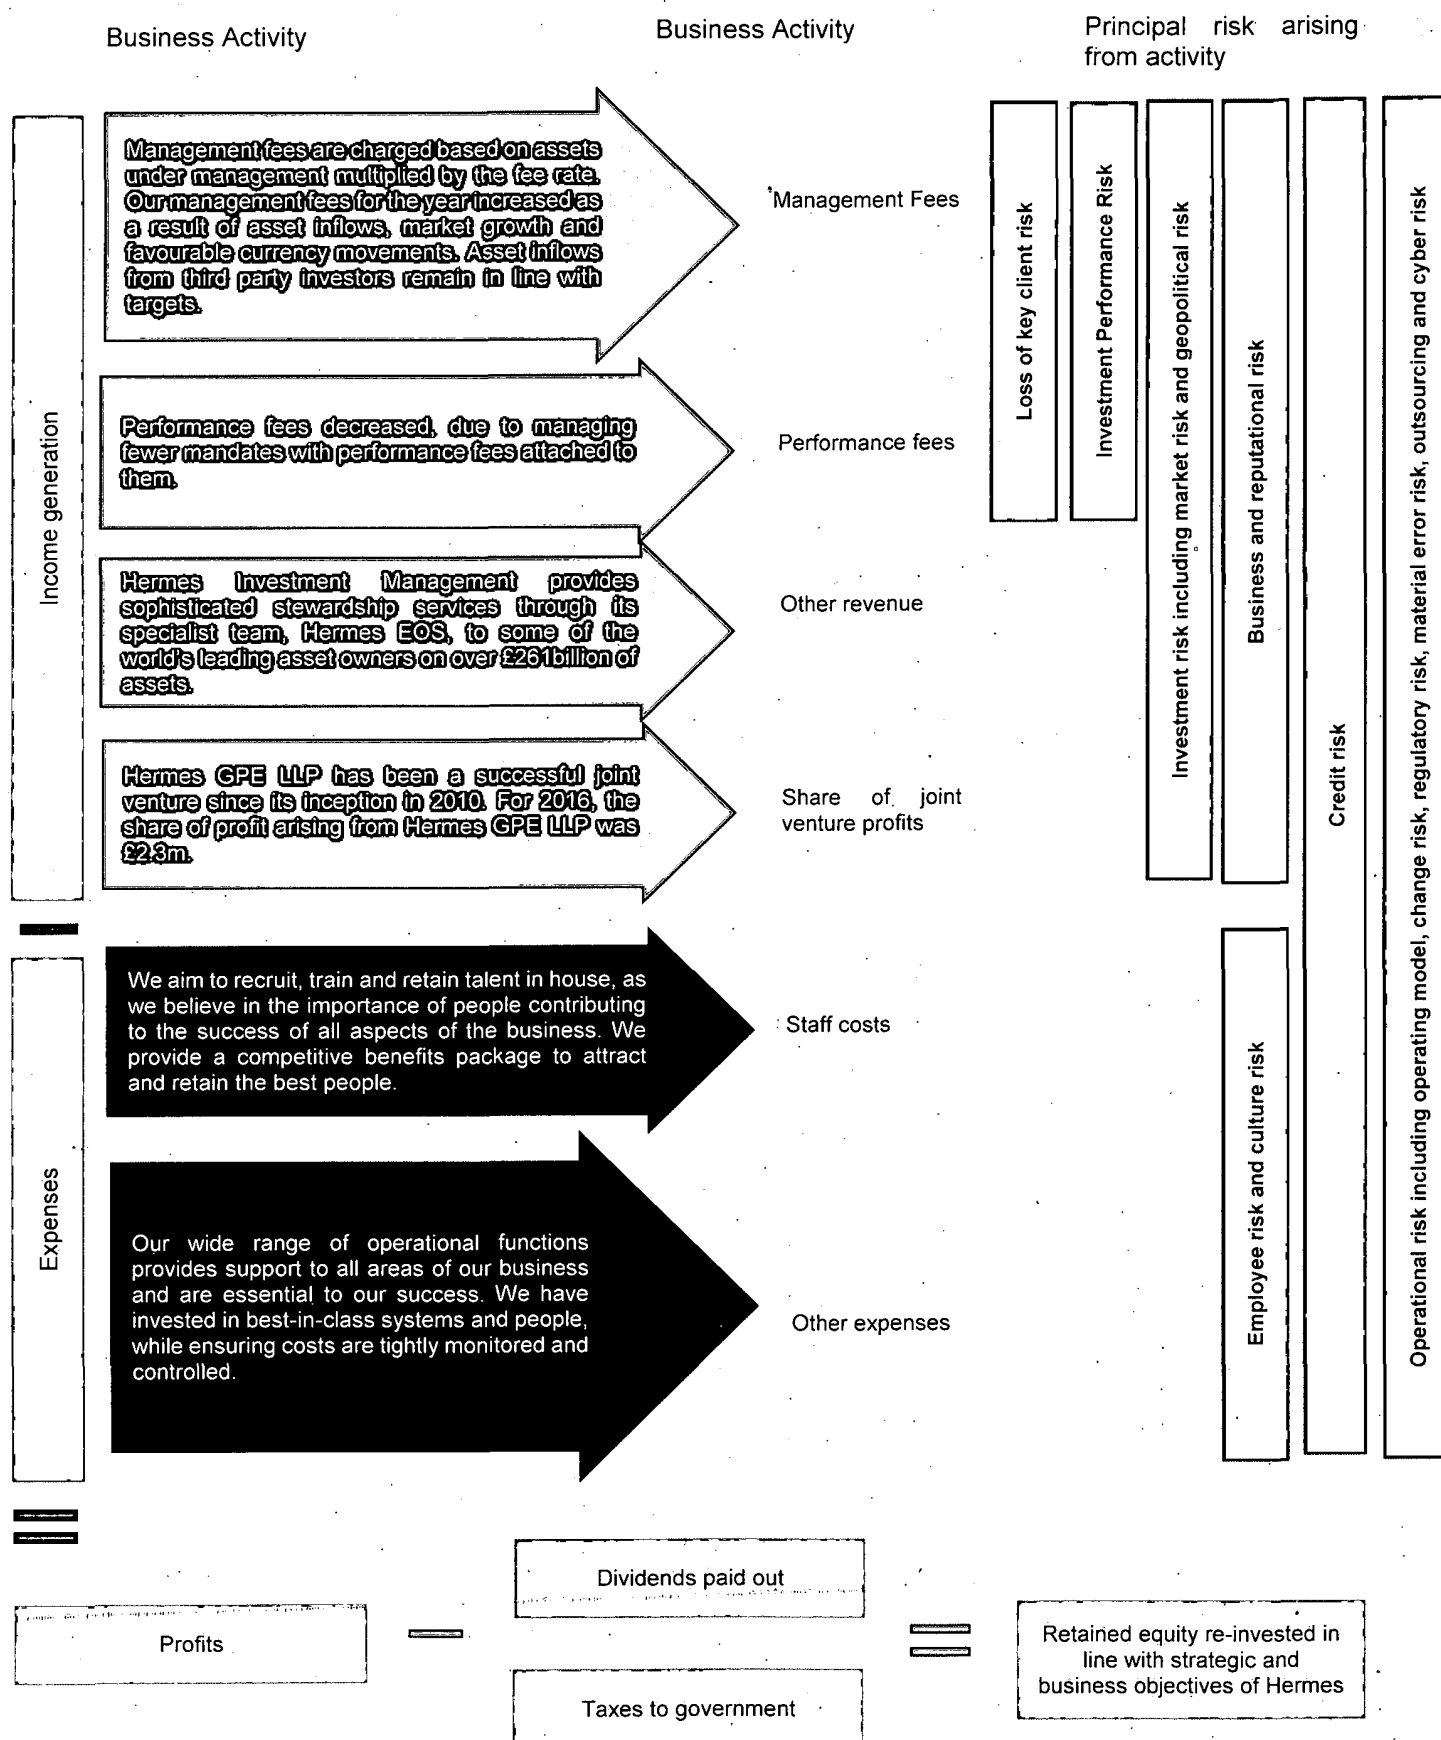 Business Activity
Business Activity
Principal risk arising
from activity
Income generation
Management fees are charged based on assets
under management multiplied by the fee rate.
Our management fees for the year increased as
a result of asset inflows, market growth and
favourable currency movements. Asset inflows
from third party investors remain in line with
targets.
Management Fees
Performance fees decreased, due to managing
fewer mandates with performance fees attached to
them.
Performance fees
Hermes Investment Management provides
sophisticated stewardship services through its
specialist team, Hermes EOS, to some of the
world's leading asset owners on over £261billion of
assets.
Other revenue
Hermes GPE LLP has been a successful joint
venture since its inception in 2010. For 2016, the
share of profit arising from Hermes GPE LLP was
£2.3m.
Share of joint
venture profits
Loss of key client risk
Investment Performance Risk
Investment risk including market risk and geopolitical risk
Business and reputational risk
Credit risk
Operational risk including operating model, change risk, regulatory risk, material error risk, outsourcing and cyber risk
Expenses
We aim to recruit, train and retain talent in house, as
we believe in the importance of people contributing
to the success of all aspects of the business. We
provide a competitive benefits package to attract
and retain the best people.
Staff costs
Our wide range of operational functions
provides support to all areas of our business
and are essential to our success. We have
invested in best-in-class systems and people,
while ensuring costs are tightly monitored and
controlled.
Other expenses
Employee risk and culture risk
Profits
Dividends paid out
Taxes to government
Retained equity re-invested in
line with strategic and
business objectives of Hermes